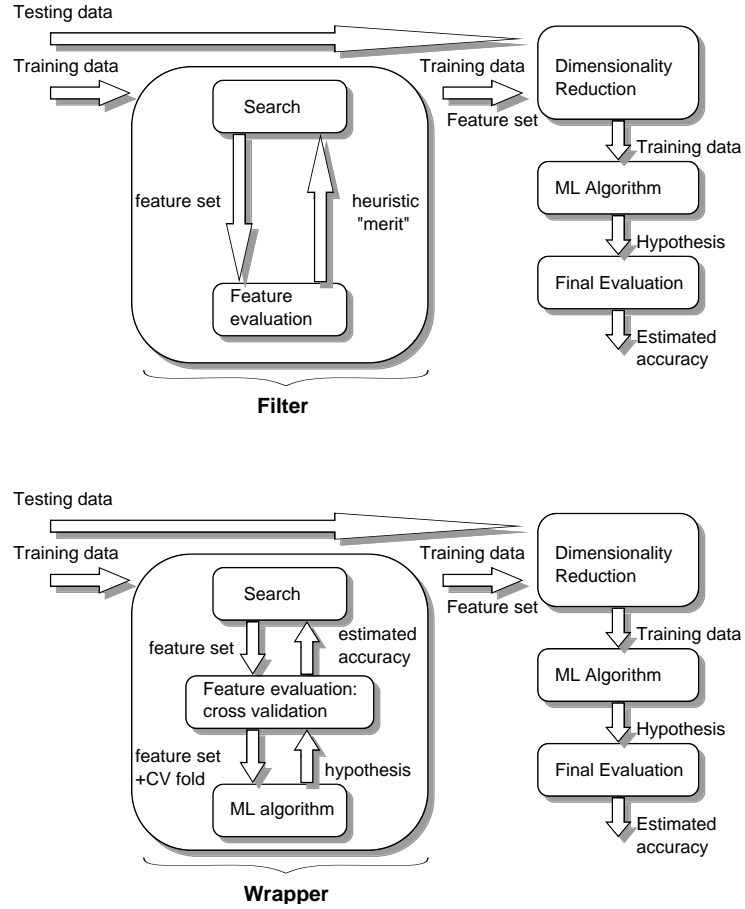 Testing data
Training data
Search
feature set
heuristic
"merit"
Feature
evaluation
Filter
Training data
Feature set
Dimensionality
Reduction
Training data
ML Algorithm
Hypothesis
Final Evaluation
Estimated
accuracy
Testing data
Training data
Search
feature set
estimated
accuracy
Feature evaluation:
cross validation
feature set
+CV fold
hypothesis
ML algorithm
Wrapper
Training data
Feature set
Dimensionality
Reduction
Training data
ML Algorithm
Hypothesis
Final Evaluation
Estimated
accuracy